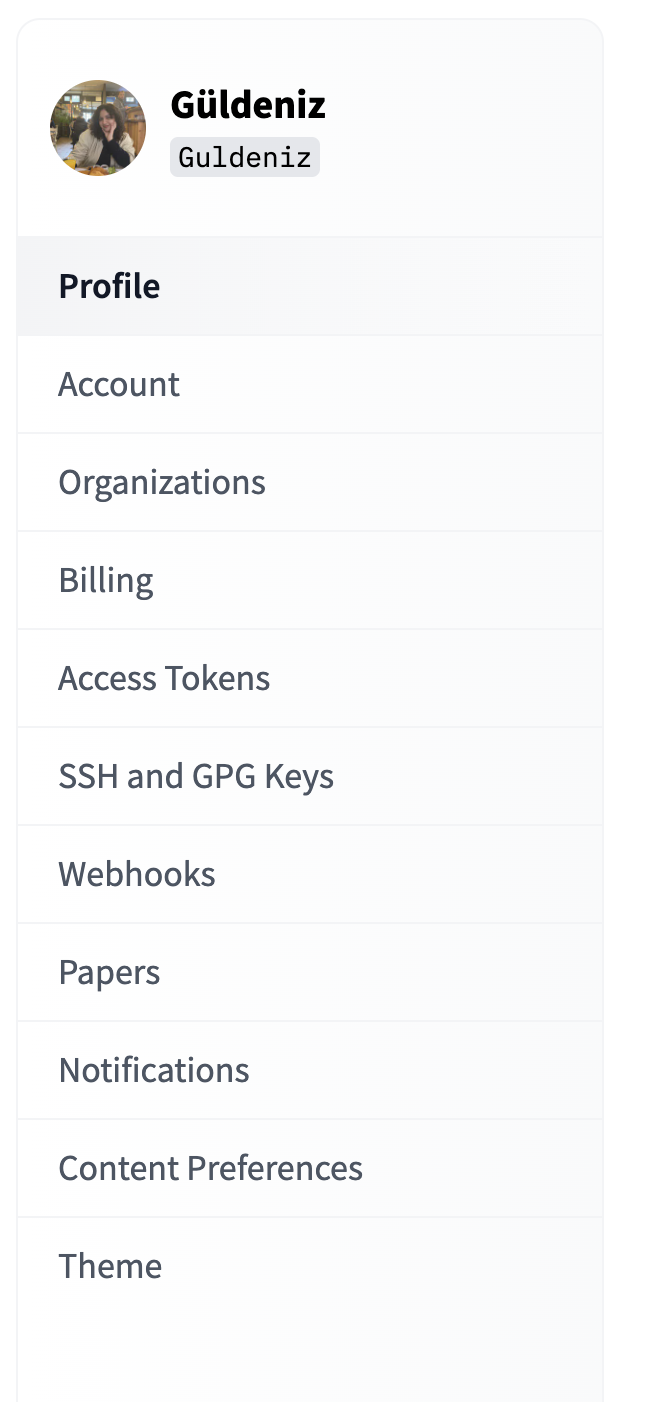 Güldeniz
Guldeniz
Profile
Account
Organizations
Billing
Access Tokens
SSH and GPG Keys
Webhooks
Papers
Notifications
Content Preferences
Theme